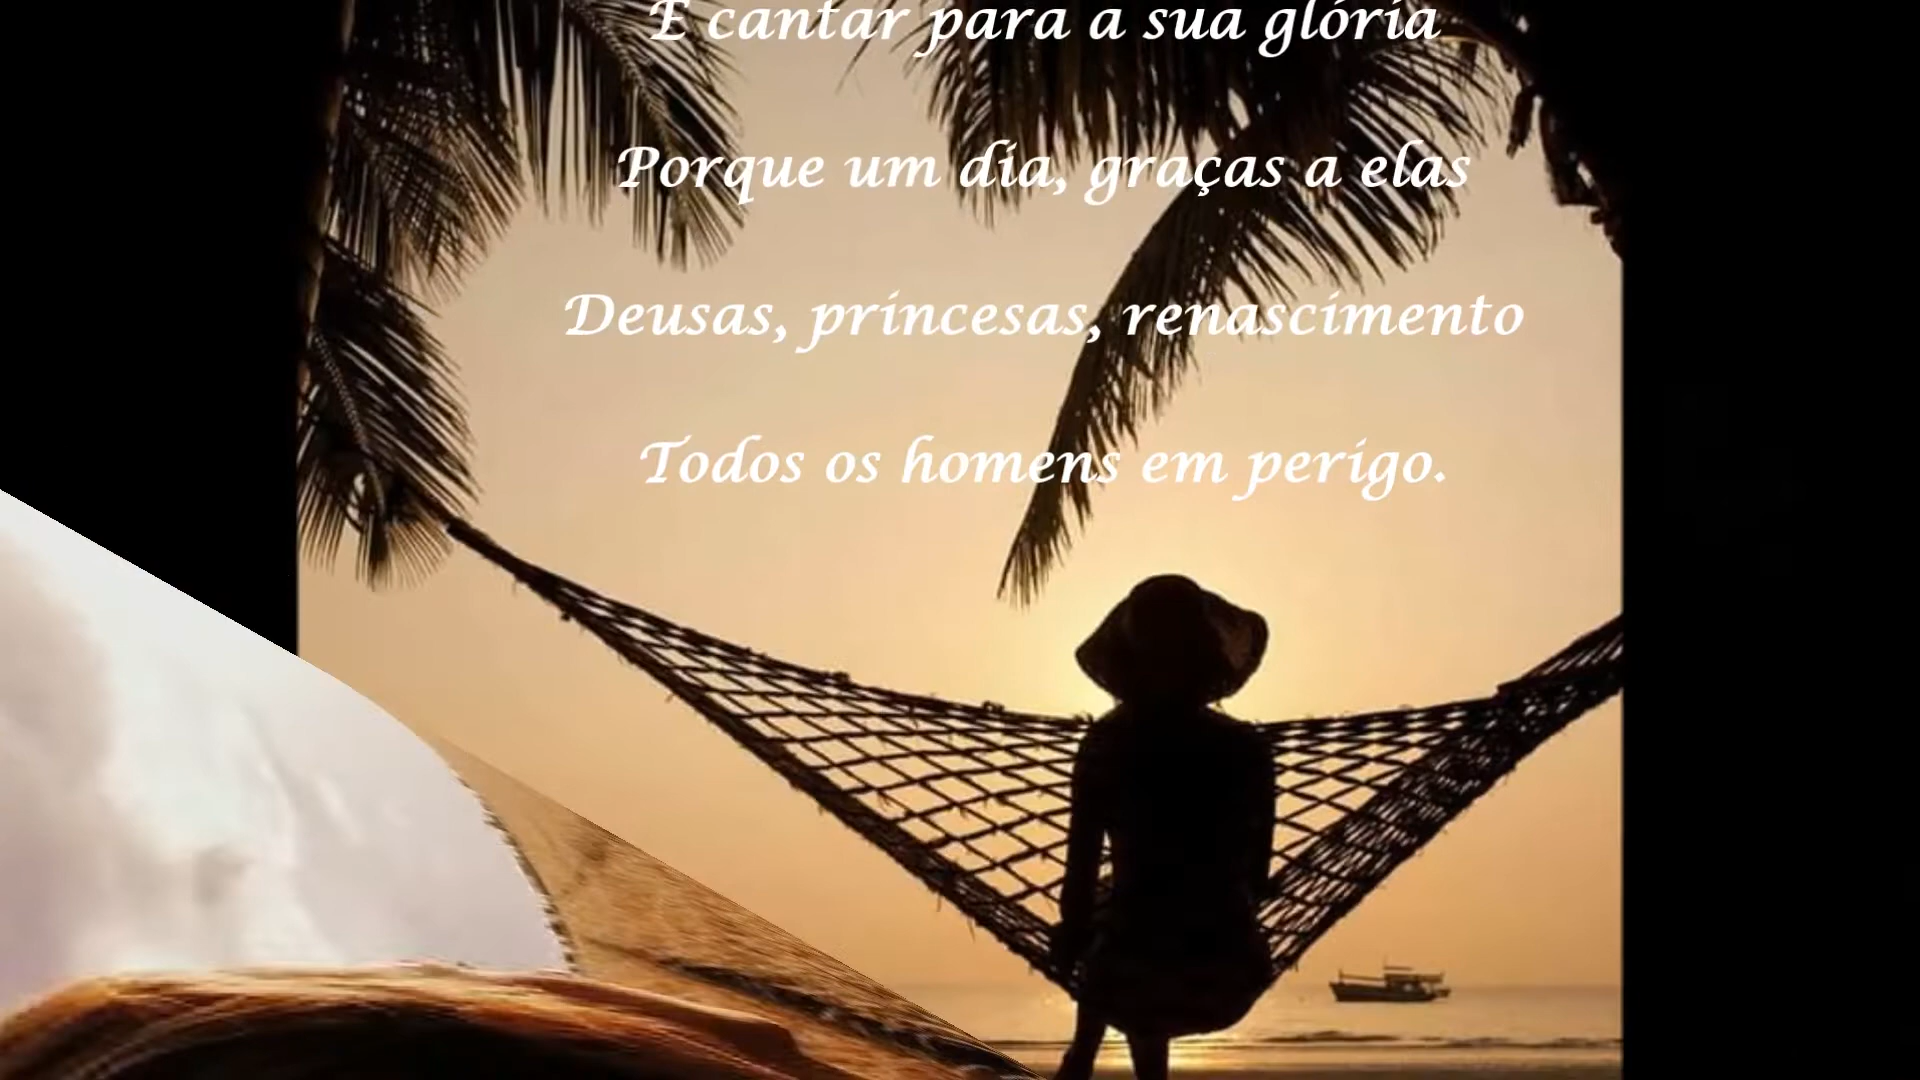 E cantar para a sua glória
Porque um dia, graças a elas
Deusas, princesas, renascimento
Todos os homens em perigo.